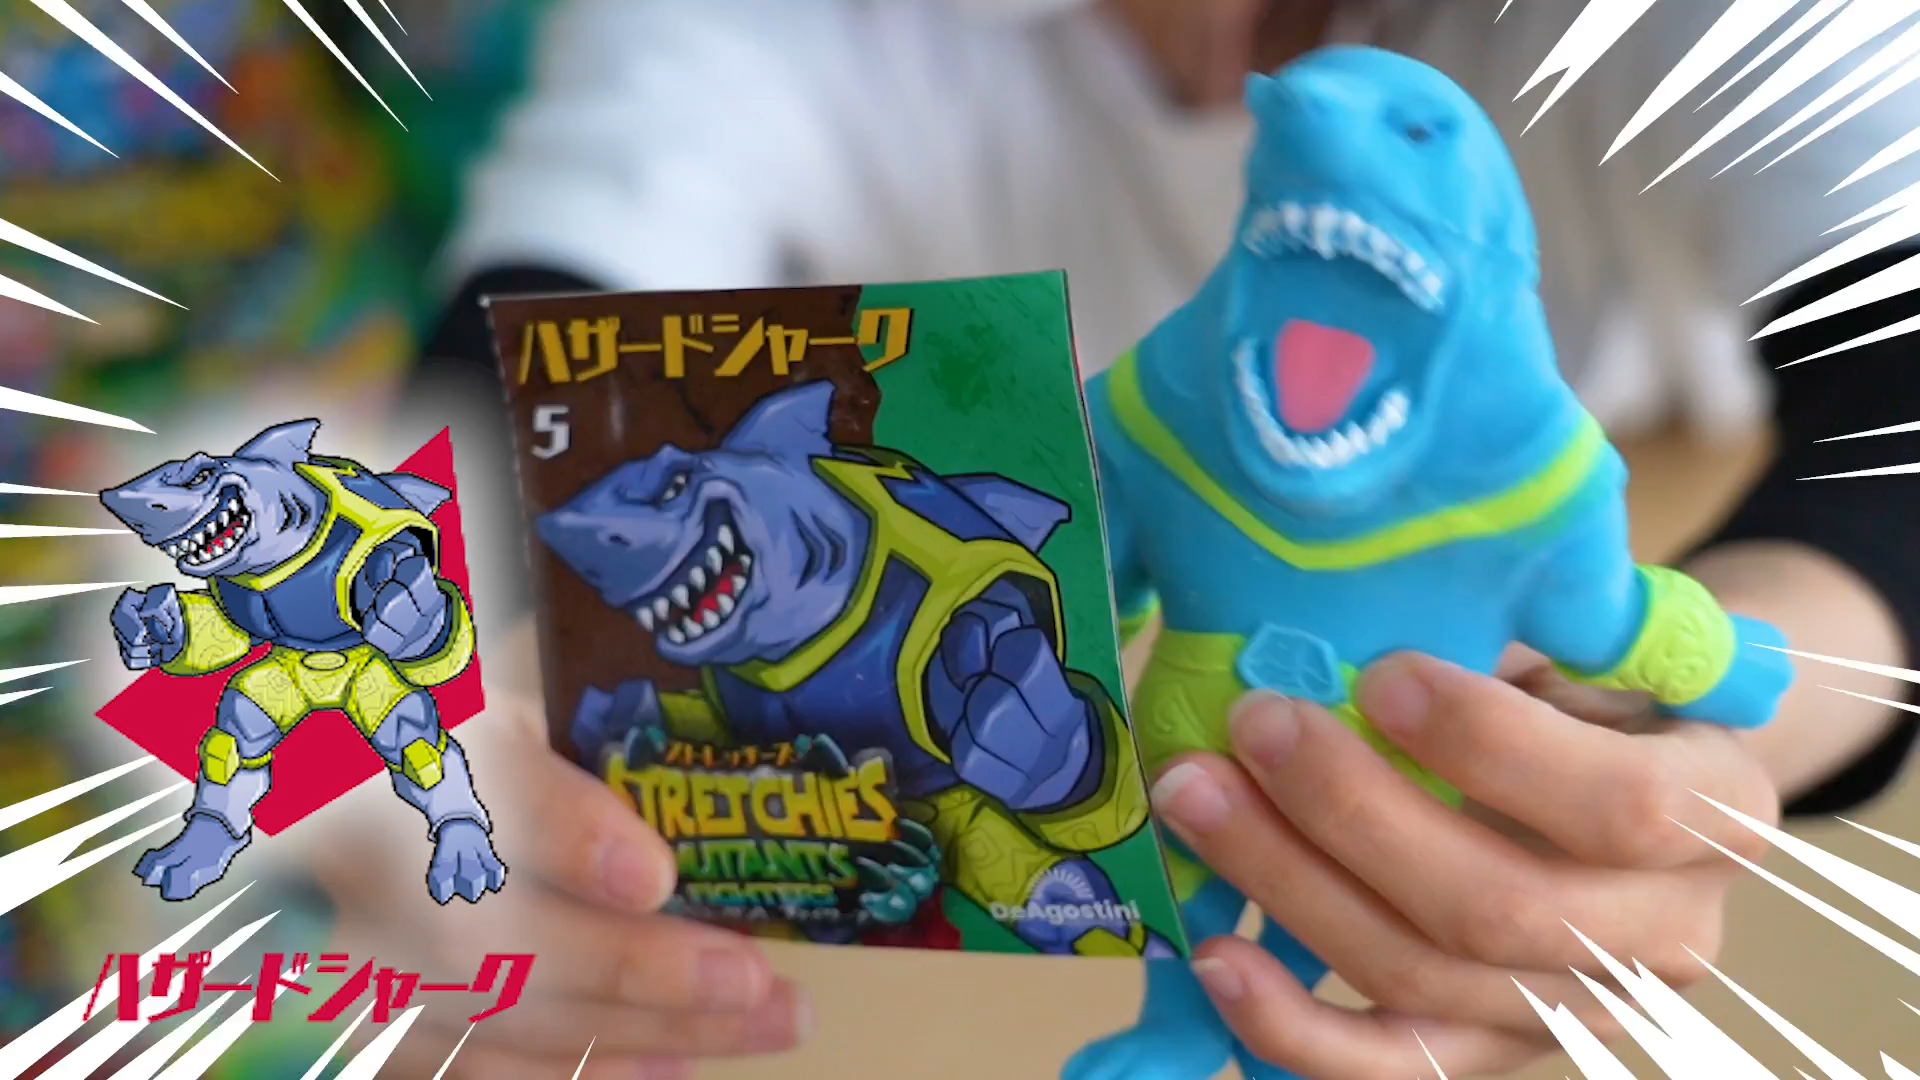 ハザードシャーク
5
ストレッチーズ
STRETCHIES
MUTANTS
FIGHTERS
DeAgostini
ハザードシャーク